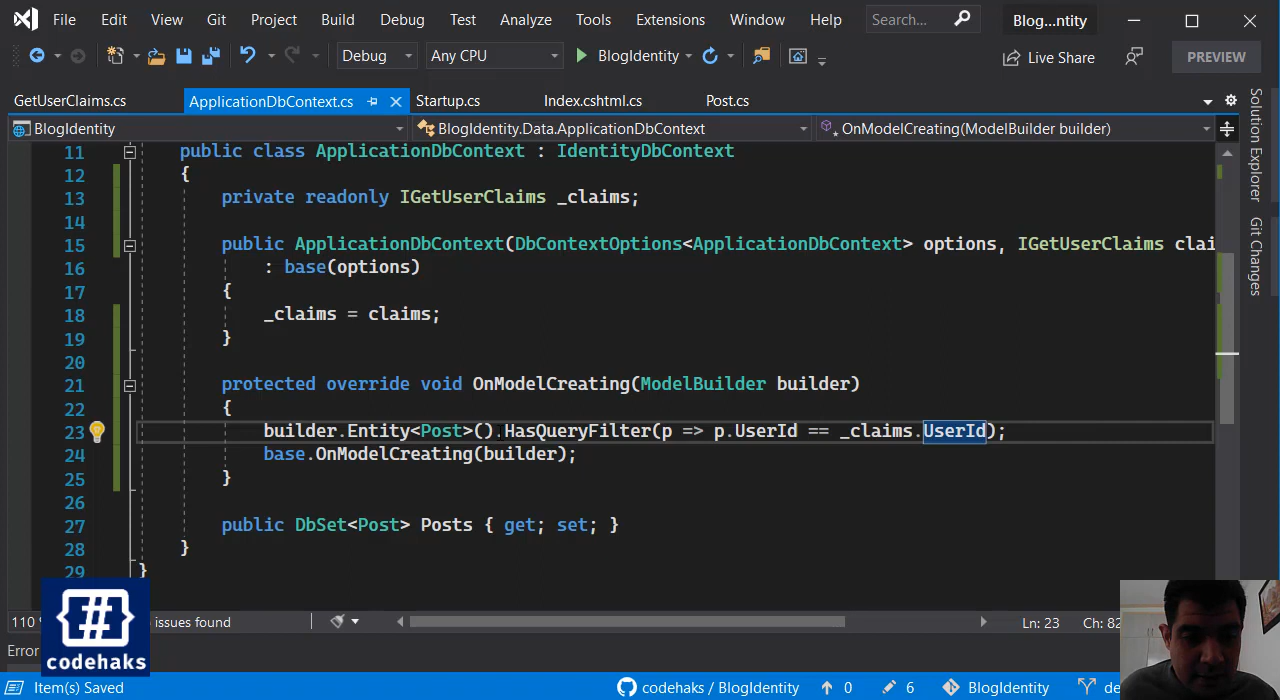 File Edit View Git Project Build Debug Test Analyze Tools Extensions Window Help Search... Blog...ntity
Debug Any CPU BlogIdentity Live Share PREVIEW
GetUserClaims.cs ApplicationDbContext.cs Startup.cs Index.cshtml.cs Post.cs
BlogIdentity BlogIdentity.Data.ApplicationDbContext OnModelCreating(ModelBuilder builder)
11 public class ApplicationDbContext : IdentityDbContext
12 {
13 private readonly IGetUserClaims _claims;
14
15 public ApplicationDbContext(DbContextOptions<ApplicationDbContext> options, IGetUserClaims clai
16 : base(options)
17 {
18 _claims = claims;
19 }
20
21 protected override void OnModelCreating(ModelBuilder builder)
22 {
23 builder.Entity<Post>().HasQueryFilter(p => p.UserId == _claims.UserId);
24 base.OnModelCreating(builder);
25 }
26
27 public DbSet<Post> Posts { get; set; }
28 }
29 }
Solution Explorer
Git Changes
110 % issues found Ln: 23 Ch: 82
Error
{#}
codehaks
Item(s) Saved codehaks / BlogIdentity 0 6 BlogIdentity de